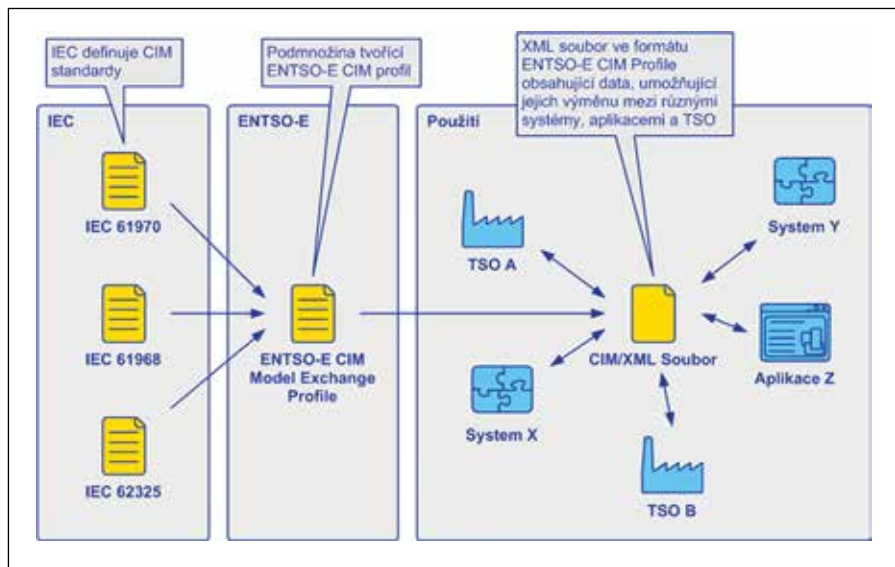 IEC definuje CIM
standardy
Podmnožina tvořící
ENTSO-E CIM profil
XML soubor ve formátu
ENTSO-E CIM Profile
obsahující data, umožňující
jejich výměnu mezi různými
systémy, aplikacemi a TSO
IEC
ENTSO-E
Použití
IEC 61970
IEC 61968
IEC 62325
ENTSO-E CIM
Model Exchange
Profile
TSO A
System Y
CIM/XML Soubor
Aplikace Z
System X
TSO B